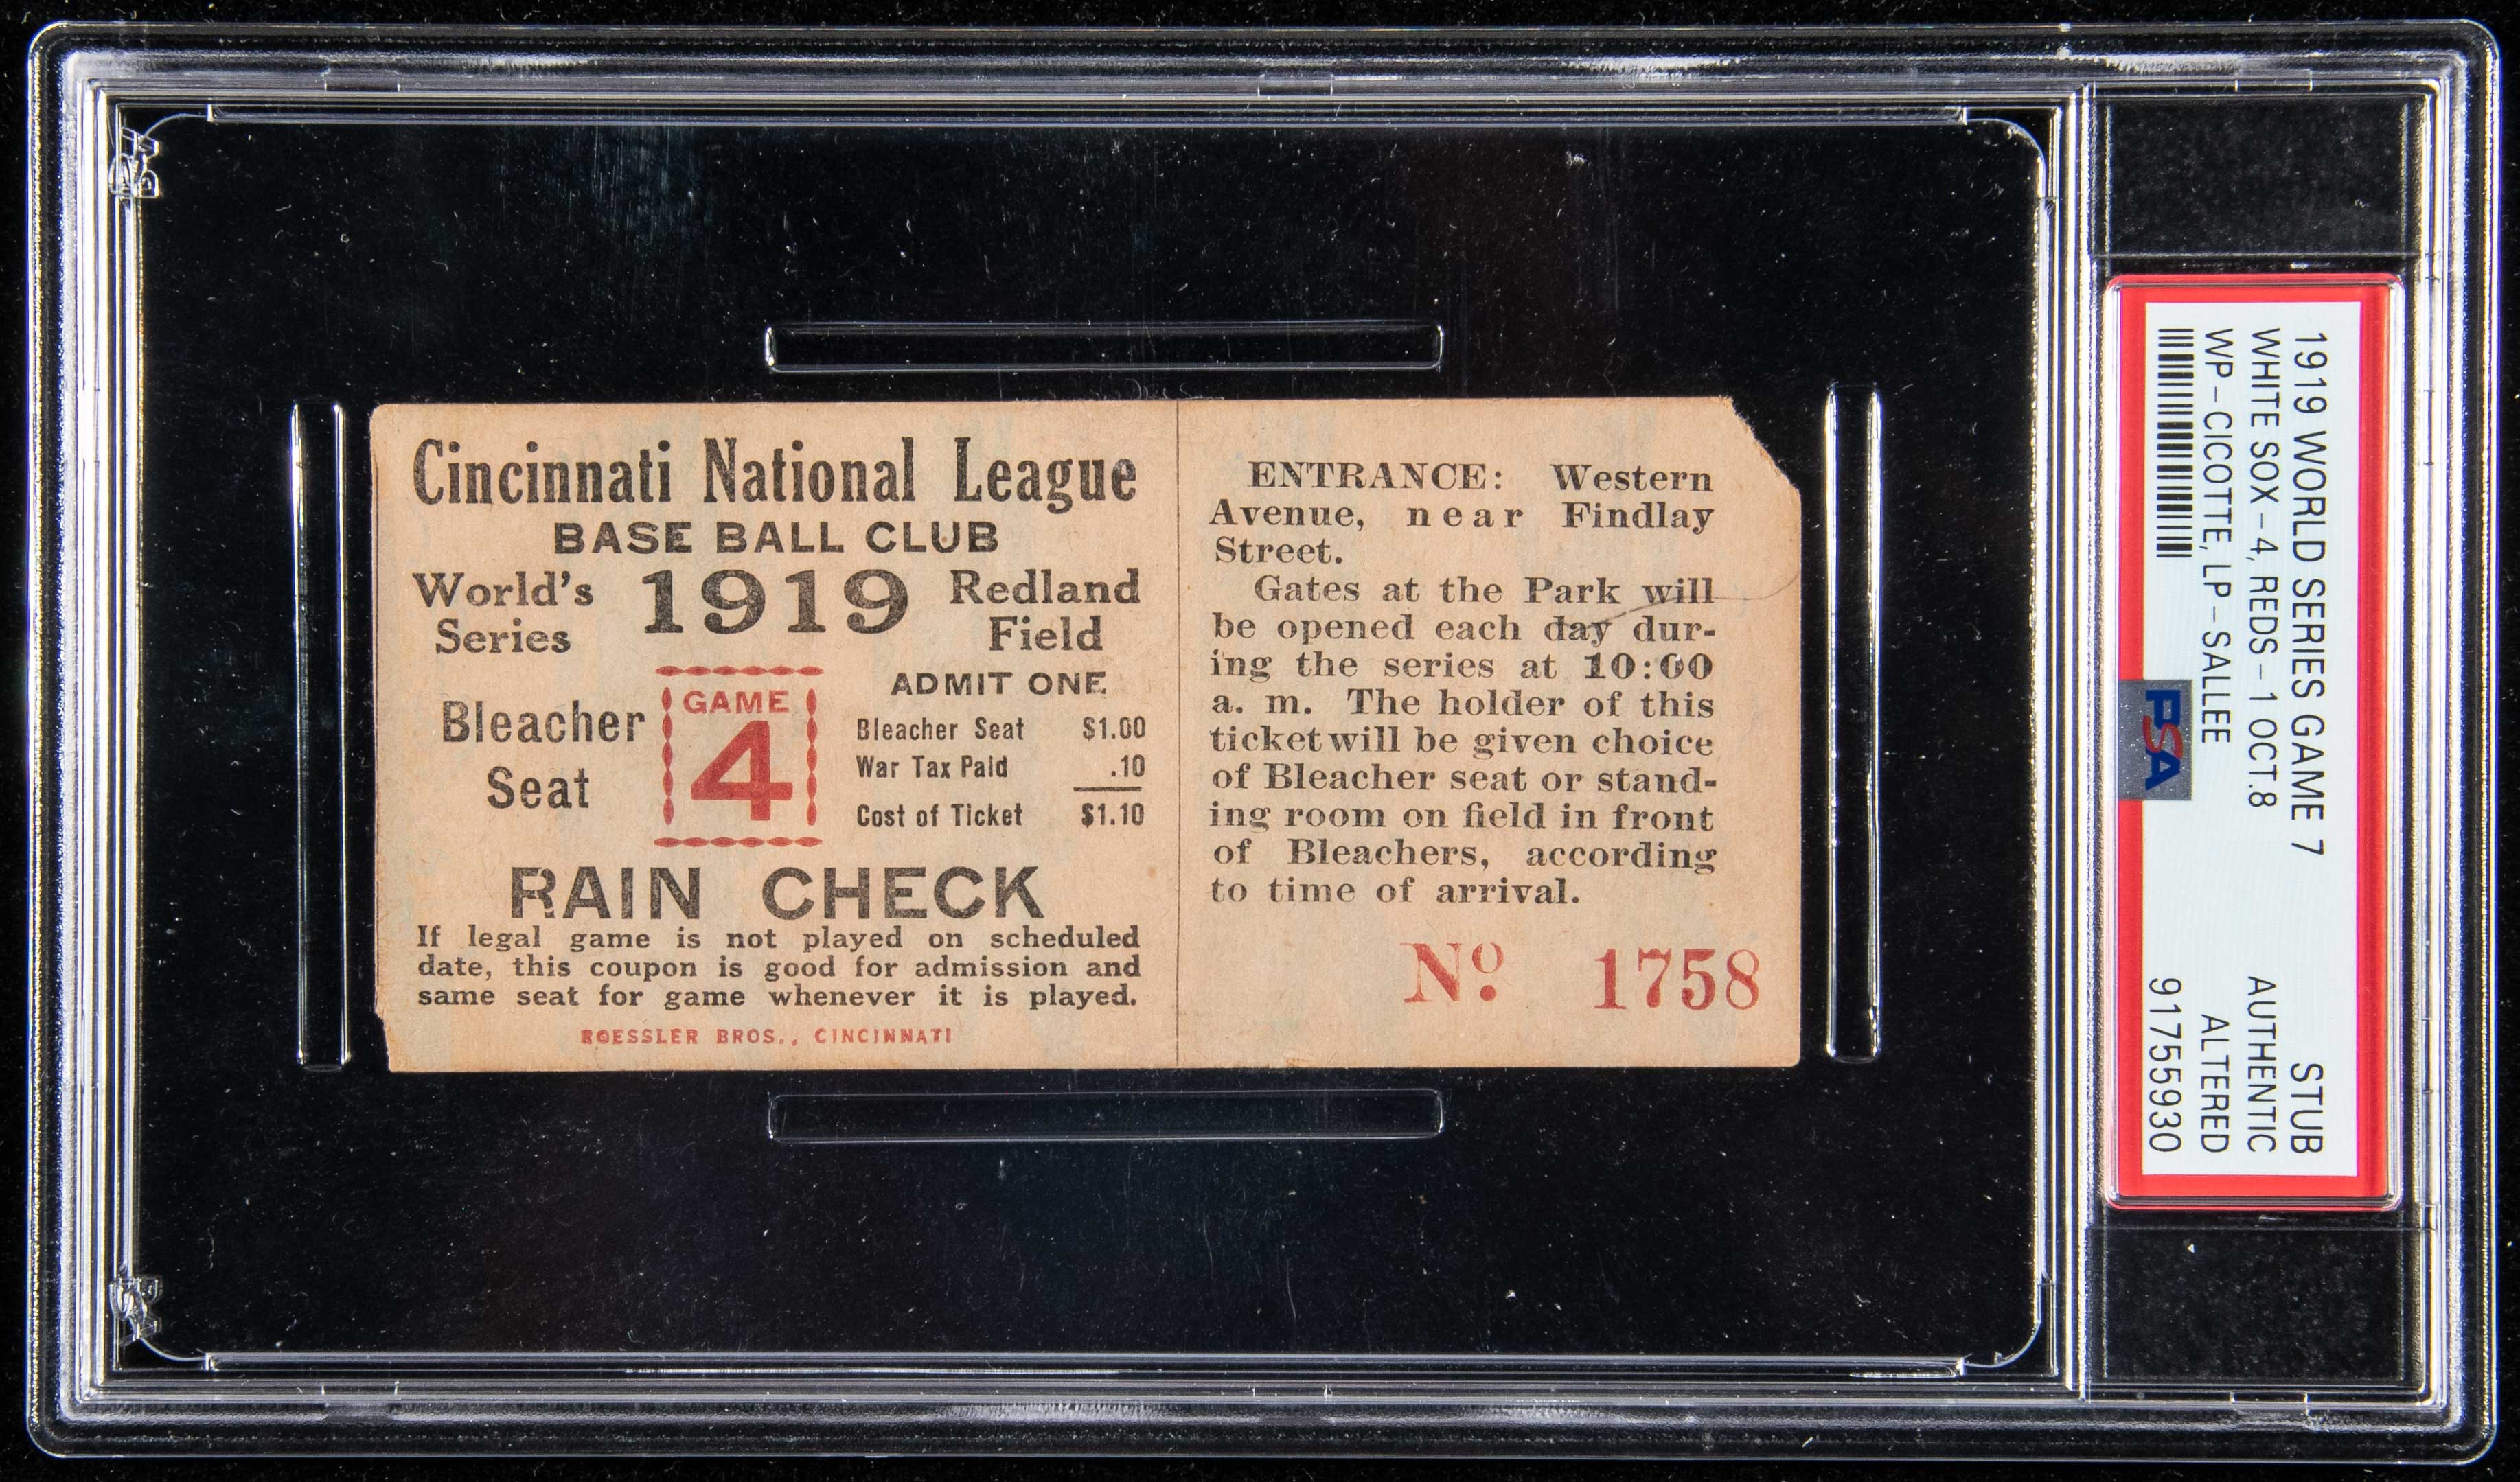 Cincinnati National League
BASE BALL CLUB
World's Series
1919
Redland Field
Bleacher Seat
GAME
4
ADMIT ONE
Bleacher Seat $1.00
War Tax Paid .10
Cost of Ticket $1.10
RAIN CHECK
If legal game is not played on scheduled
date, this coupon is good for admission and
same seat for game whenever it is played.
ROESSLER BROS., CINCINNATI
ENTRANCE: Western
Avenue, near Findlay
Street.
Gates at the Park will
be opened each day dur-
ing the series at 10:00
a. m. The holder of this
ticket will be given choice
of Bleacher seat or stand-
ing room on field in front
of Bleachers, according
to time of arrival.
Nº 1758
1919 WORLD SERIES GAME 7 STUB
WHITE SOX-4, REDS-1 OCT.8 AUTHENTIC
WP-CICOTTE, LP-SALLEE ALTERED
91755930
PSA